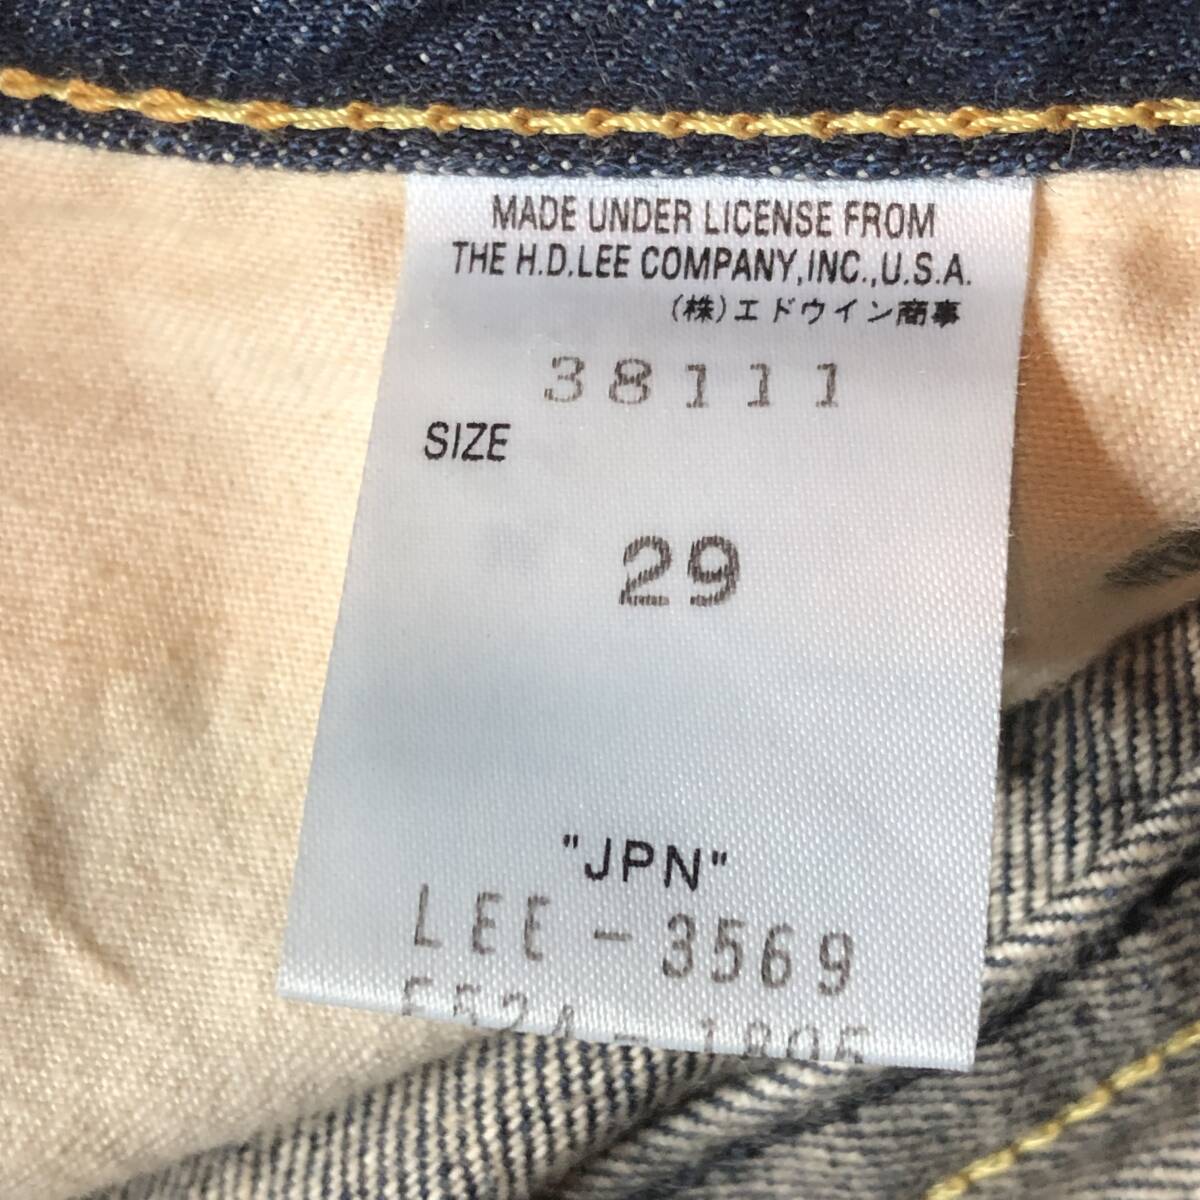 MADE UNDER LICENSE FROM
THE H.D.LEE COMPANY,INC.,U.S.A.
(株)エドウイン商事
38111
SIZE
29
"JPN"
LEE-3569